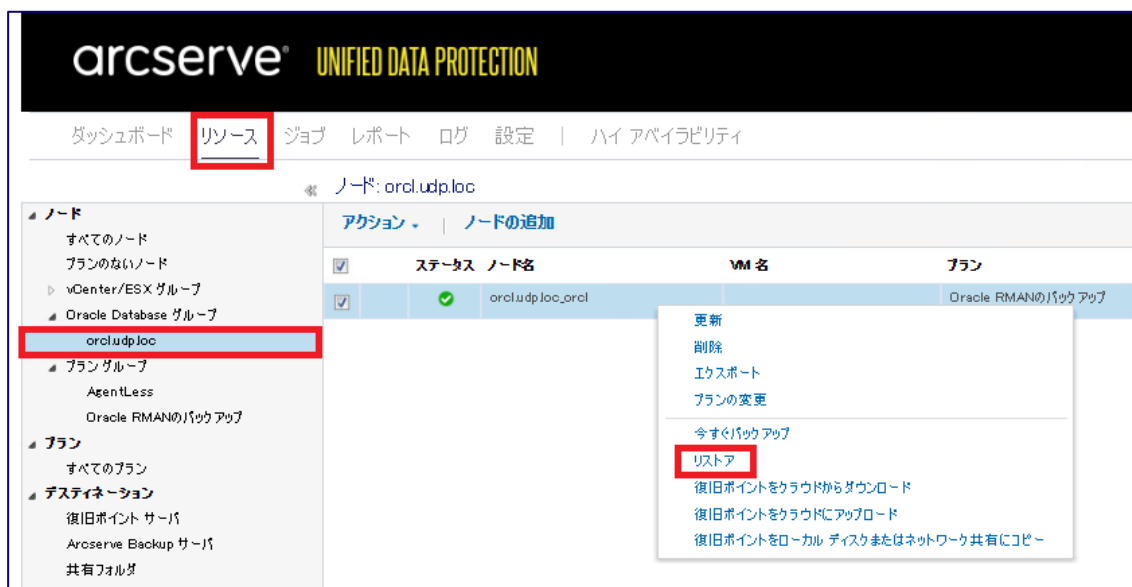 arcserve® UNIFIED DATA PROTECTION
ダッシュボード リソース ジョブ レポート ログ 設定 | ハイ アベイラビリティ
ノード: orcl.udp.loc
アクション | ノードの追加
ステータス ノード名 VM 名 プラン
orcl.udp.loc_orcl Oracle RMANのバックアップ
ノード
すべてのノード
プランのないノード
vCenter/ESX グループ
Oracle Database グループ
orcl.udp.loc
プラン グループ
AgentLess
Oracle RMANのバックアップ
プラン
すべてのプラン
デスティネーション
復旧ポイント サーバ
Arcserve Backup サーバ
共有フォルダ
更新
削除
エクスポート
プランの変更
今すぐバックアップ
リストア
復旧ポイントをクラウドからダウンロード
復旧ポイントをクラウドにアップロード
復旧ポイントをローカル ディスクまたはネットワーク共有にコピー